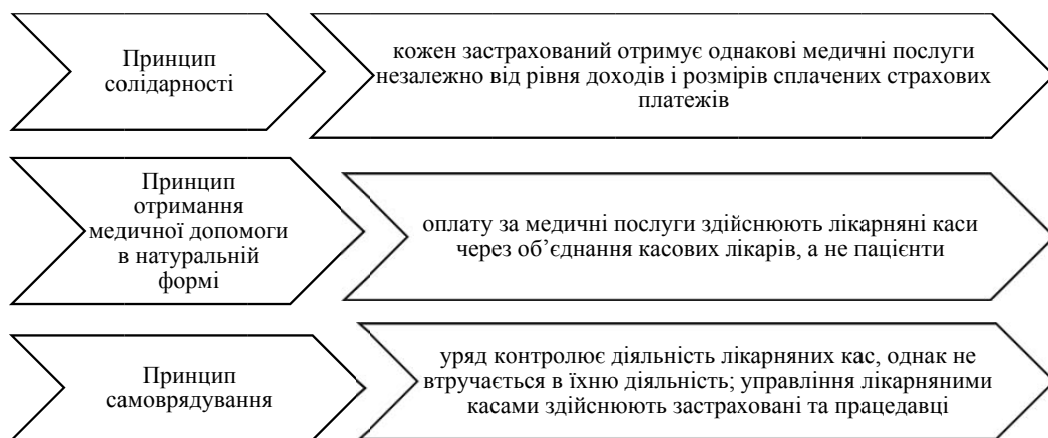 Принцип
солідарності
кожен застрахований отримує однакові медичні послуги
незалежно від рівня доходів і розмірів сплачених страхових
платежів
Принцип
отримання
медичної допомоги
в натуральній
формі
оплату за медичні послуги здійснюють лікарняні каси
через об’єднання касових лікарів, а не пацієнти
Принцип
самоврядування
уряд контролює діяльність лікарняних кас, однак не
втручається в їхню діяльність; управління лікарняними
касами здійснюють застраховані та працедавці